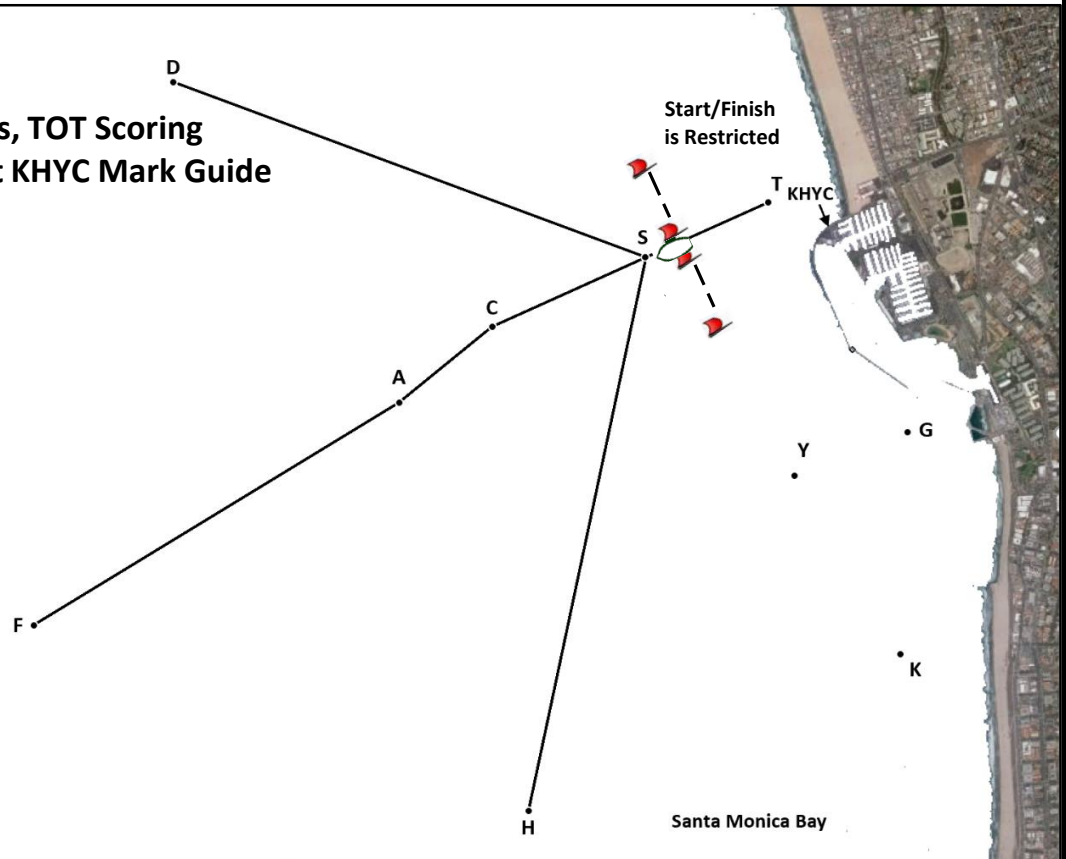 D
s, TOT Scoring
t KHYC Mark Guide
Start/Finish
is Restricted
T
KHYC
S
C
A
G
Y
F
K
H
Santa Monica Bay